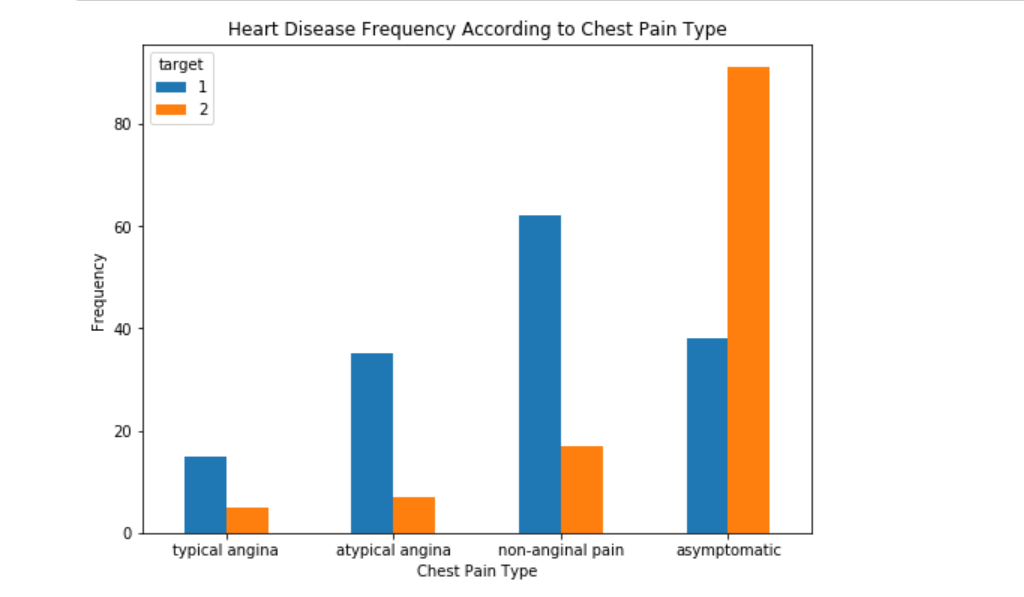 Heart Disease Frequency According to Chest Pain Type
target
1
2
80
60
40
20
0
Frequency
typical angina atypical angina non-anginal pain asymptomatic
Chest Pain Type